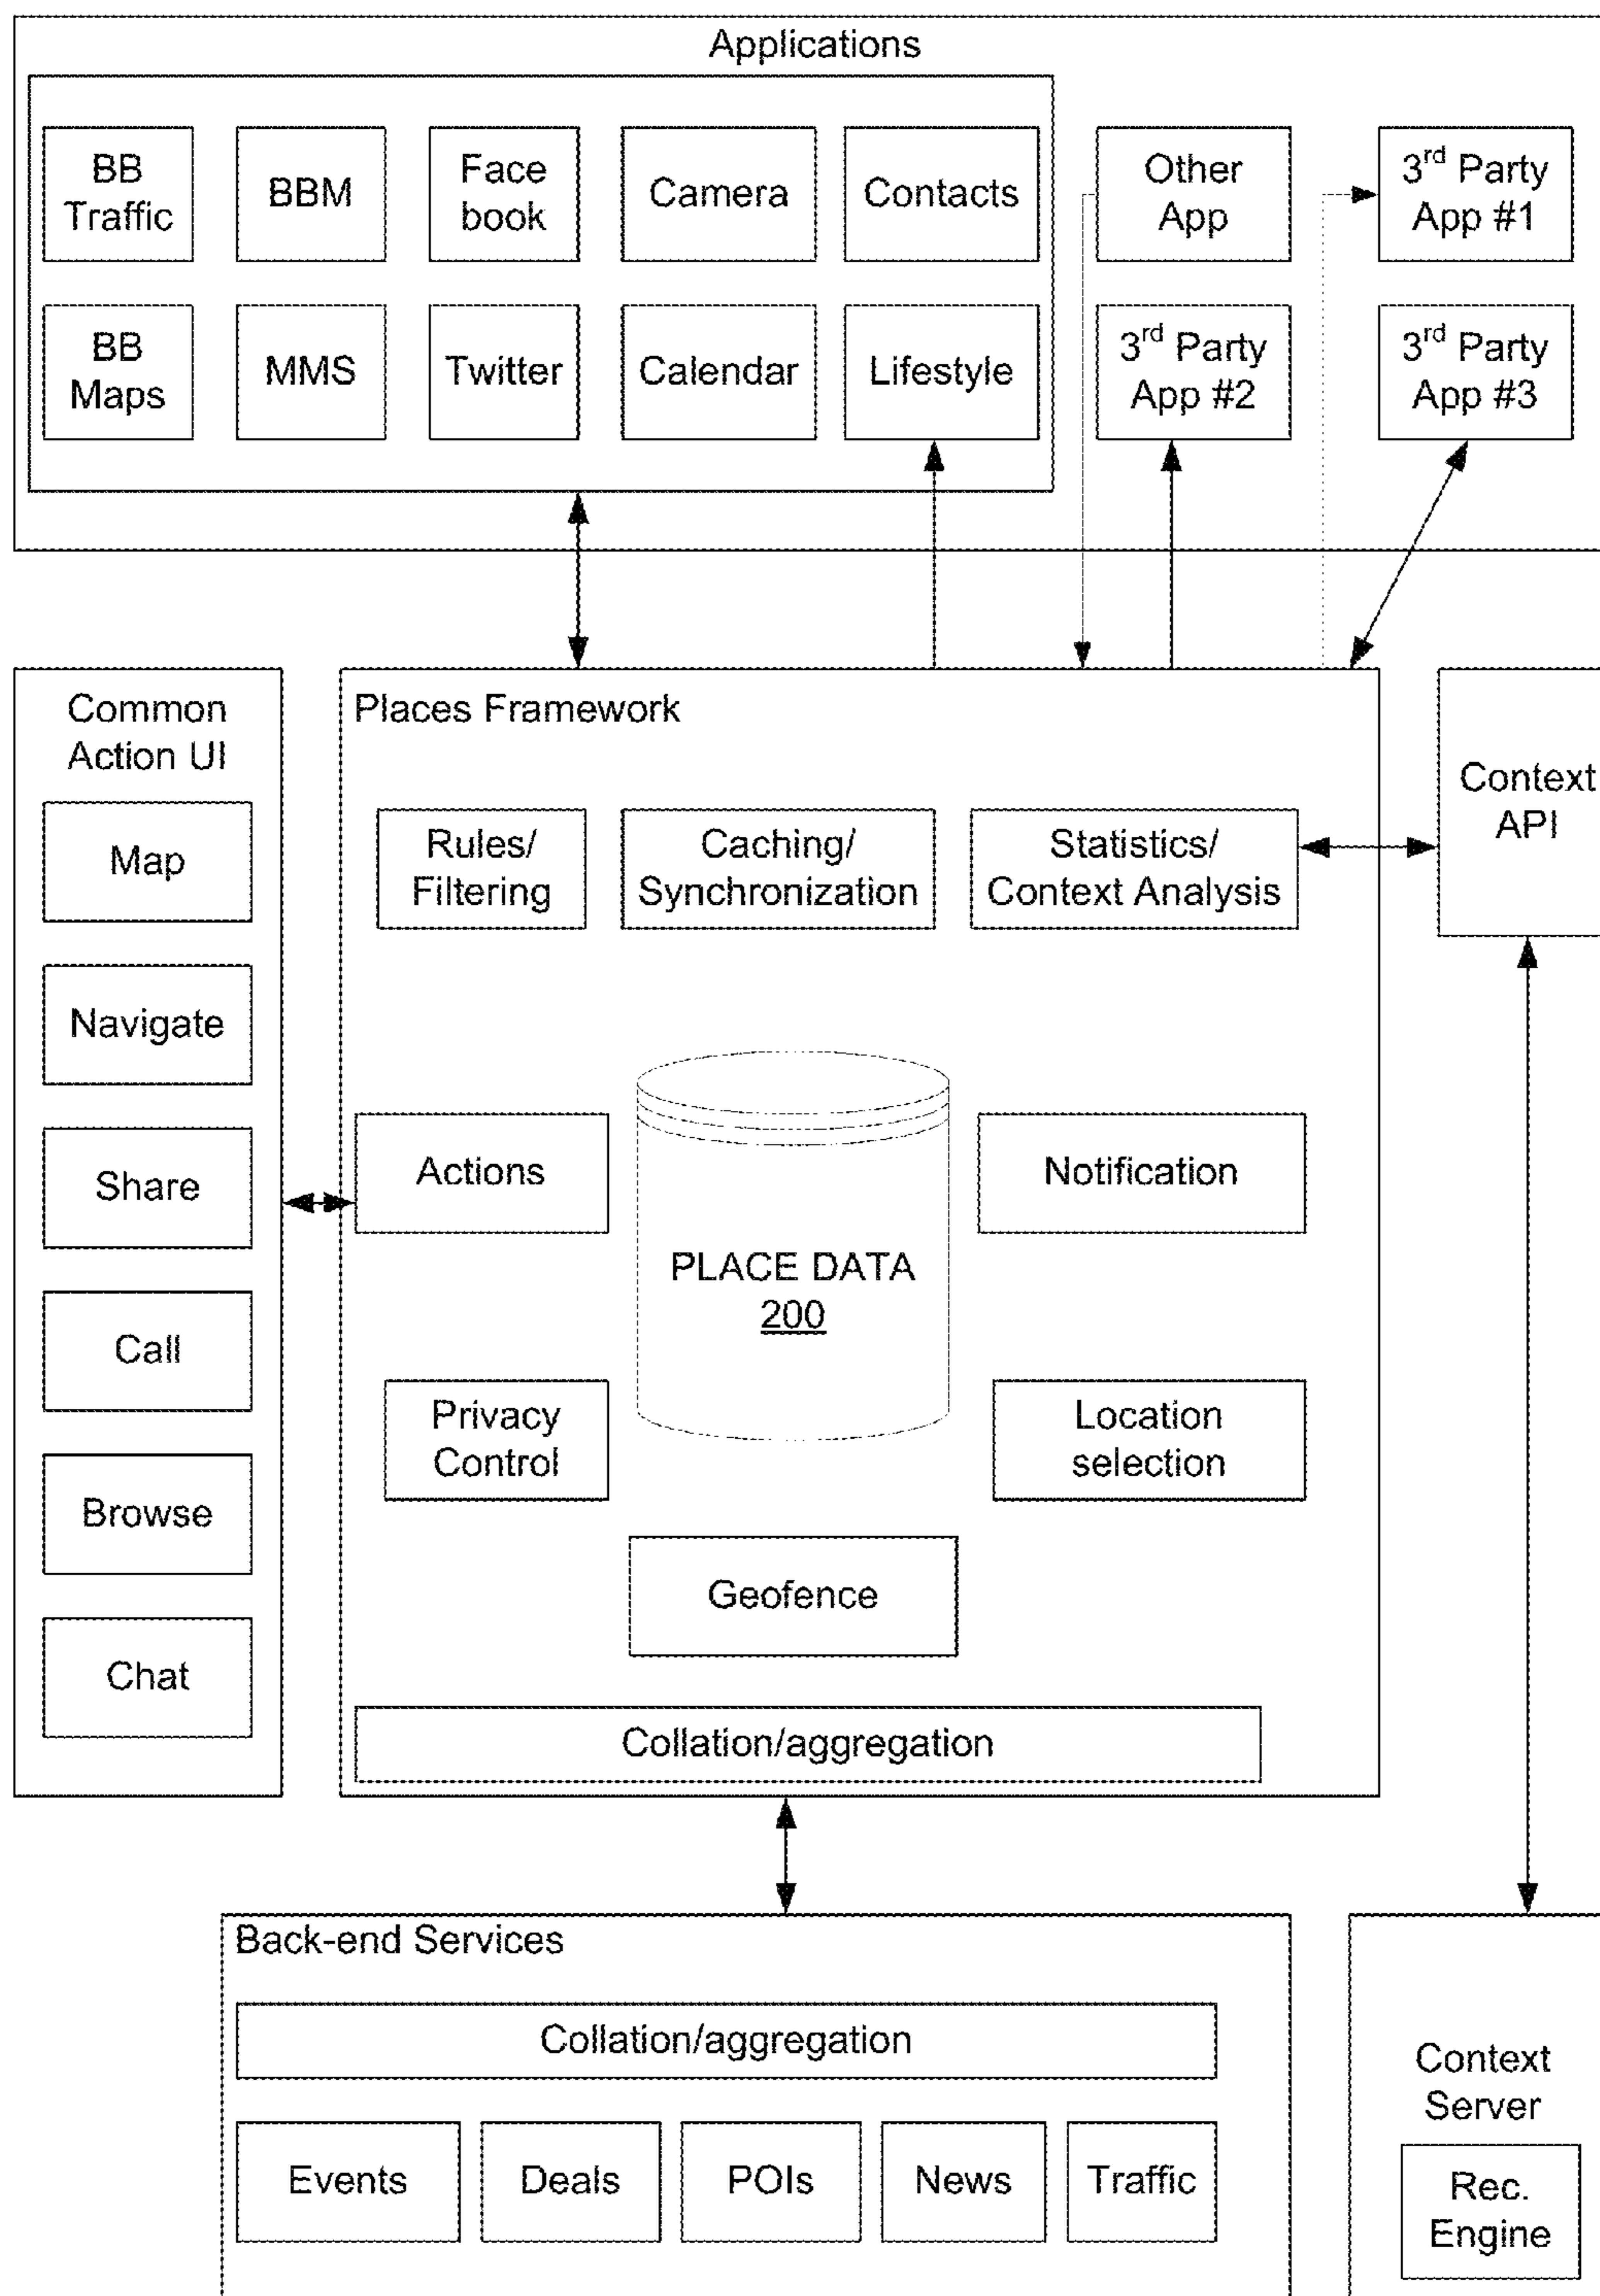 Applications
BB
Traffic
BBM
Face
book
Camera
Contacts
Other
App
3rd Party
App #1
BB
Maps
MMS
Twitter
Calendar
Lifestyle
3rd Party
App #2
3rd Party
App #3
Common
Action UI
Map
Navigate
Share
Call
Browse
Chat
Places Framework
Rules/
Filtering
Caching/
Synchronization
Statistics/
Context Analysis
Actions
PLACE DATA
200
Notification
Privacy
Control
Location
selection
Geofence
Collation/aggregation
Context
API
Back-end Services
Collation/aggregation
Events
Deals
POIs
News
Traffic
Context
Server
Rec.
Engine